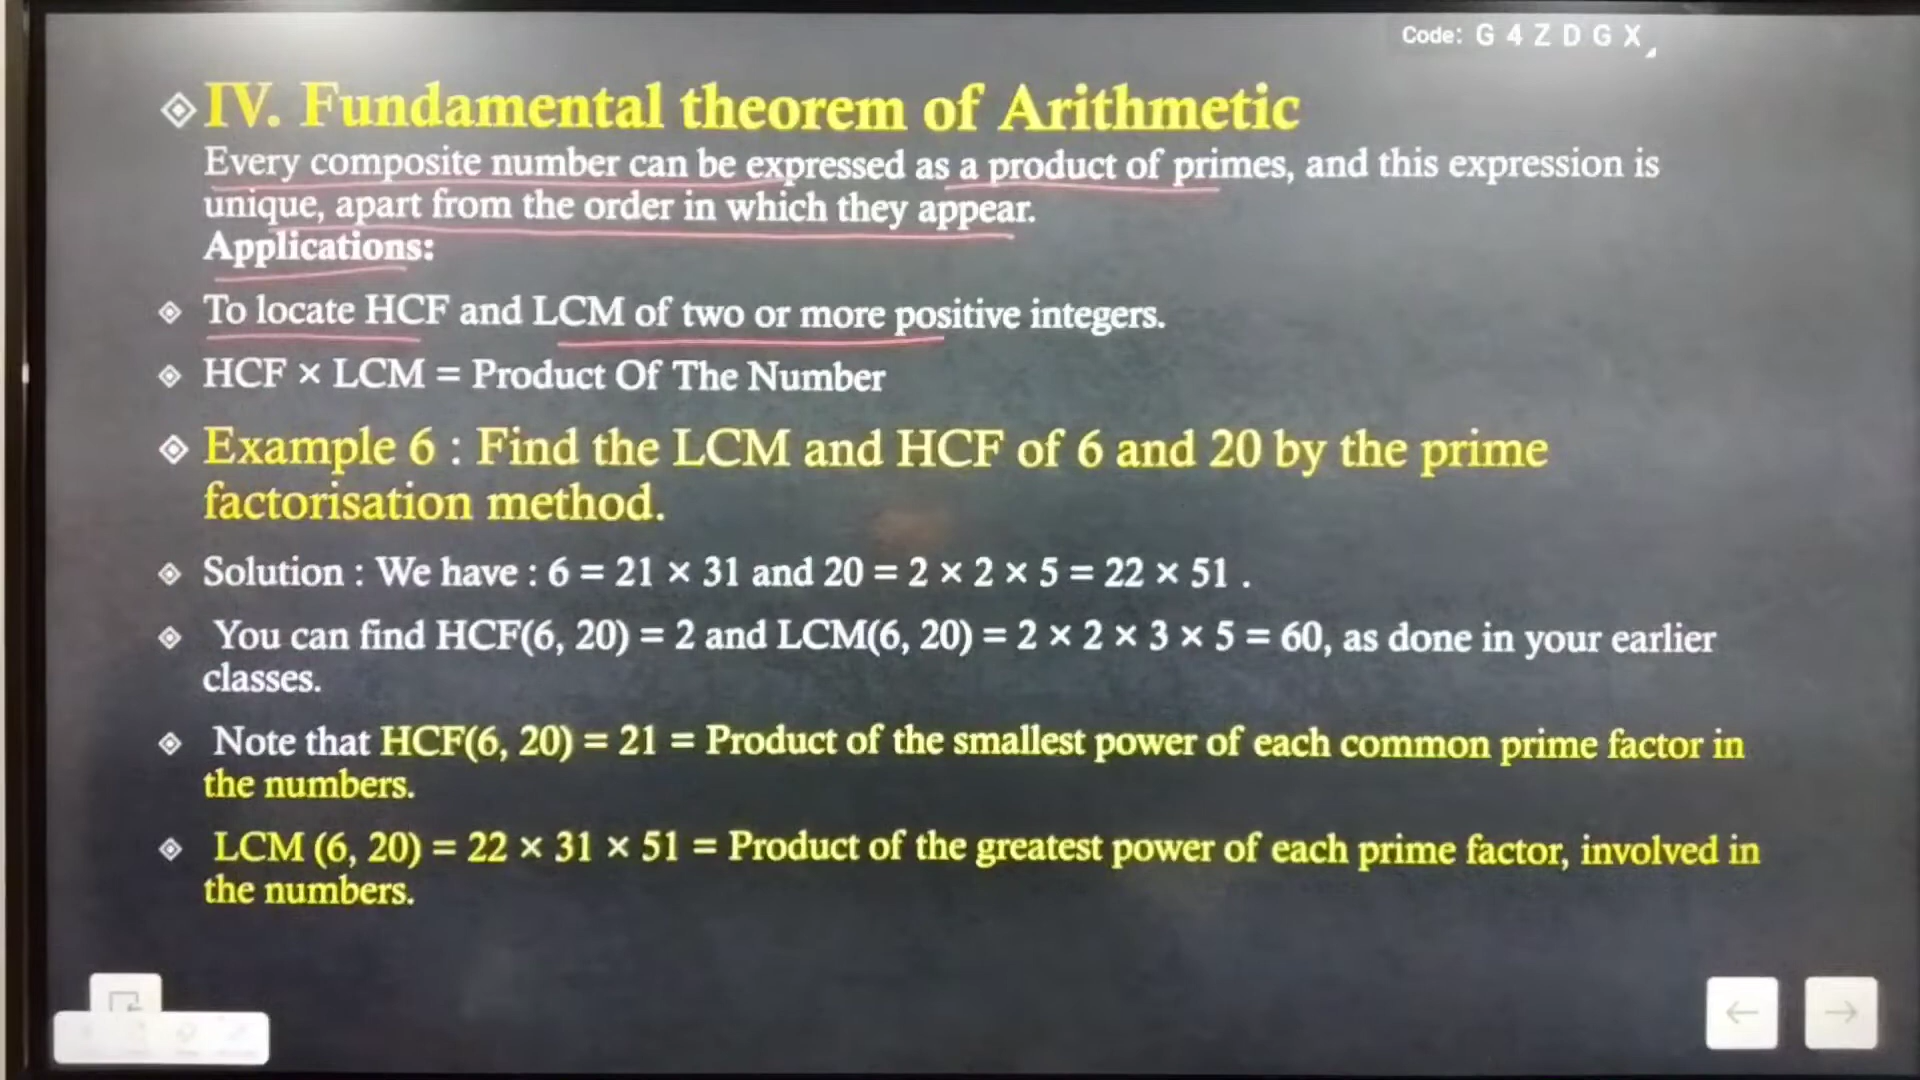 Code: G 4 Z D G X
IV. Fundamental theorem of Arithmetic
Every composite number can be expressed as a product of primes, and this expression is
unique, apart from the order in which they appear.
Applications:
To locate HCF and LCM of two or more positive integers.
HCF × LCM = Product Of The Number
Example 6 : Find the LCM and HCF of 6 and 20 by the prime
factorisation method.
Solution : We have : 6 = 21 × 31 and 20 = 2 × 2 × 5 = 22 × 51 .
You can find HCF(6, 20) = 2 and LCM(6, 20) = 2 × 2 × 3 × 5 = 60, as done in your earlier
classes.
Note that HCF(6, 20) = 21 = Product of the smallest power of each common prime factor in
the numbers.
LCM (6, 20) = 22 × 31 × 51 = Product of the greatest power of each prime factor, involved in
the numbers.